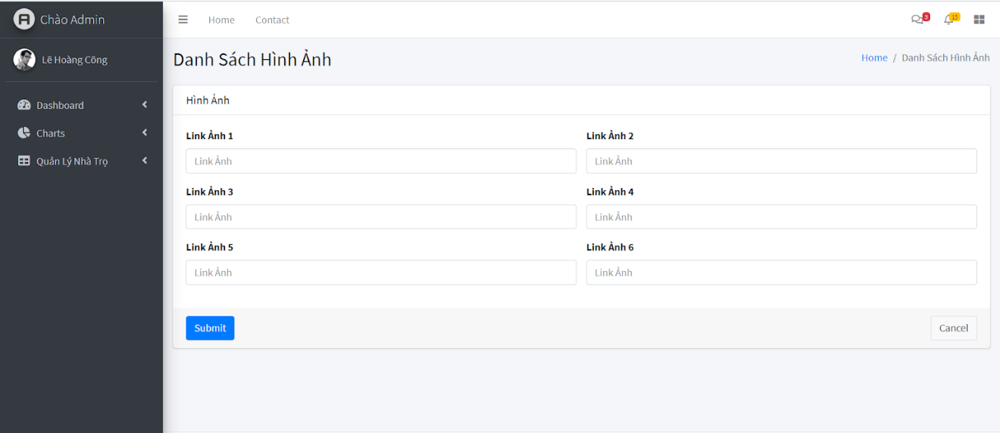 Chào Admin
Home
Contact
3
15
Lê Hoàng Công
Danh Sách Hình Ảnh
Home / Danh Sách Hình Ảnh
Dashboard
Charts
Quản Lý Nhà Trọ
Hình Ảnh
Link Ảnh 1
Link Ảnh 2
Link Ảnh
Link Ảnh
Link Ảnh 3
Link Ảnh 4
Link Ảnh
Link Ảnh
Link Ảnh 5
Link Ảnh 6
Link Ảnh
Link Ảnh
Submit
Cancel